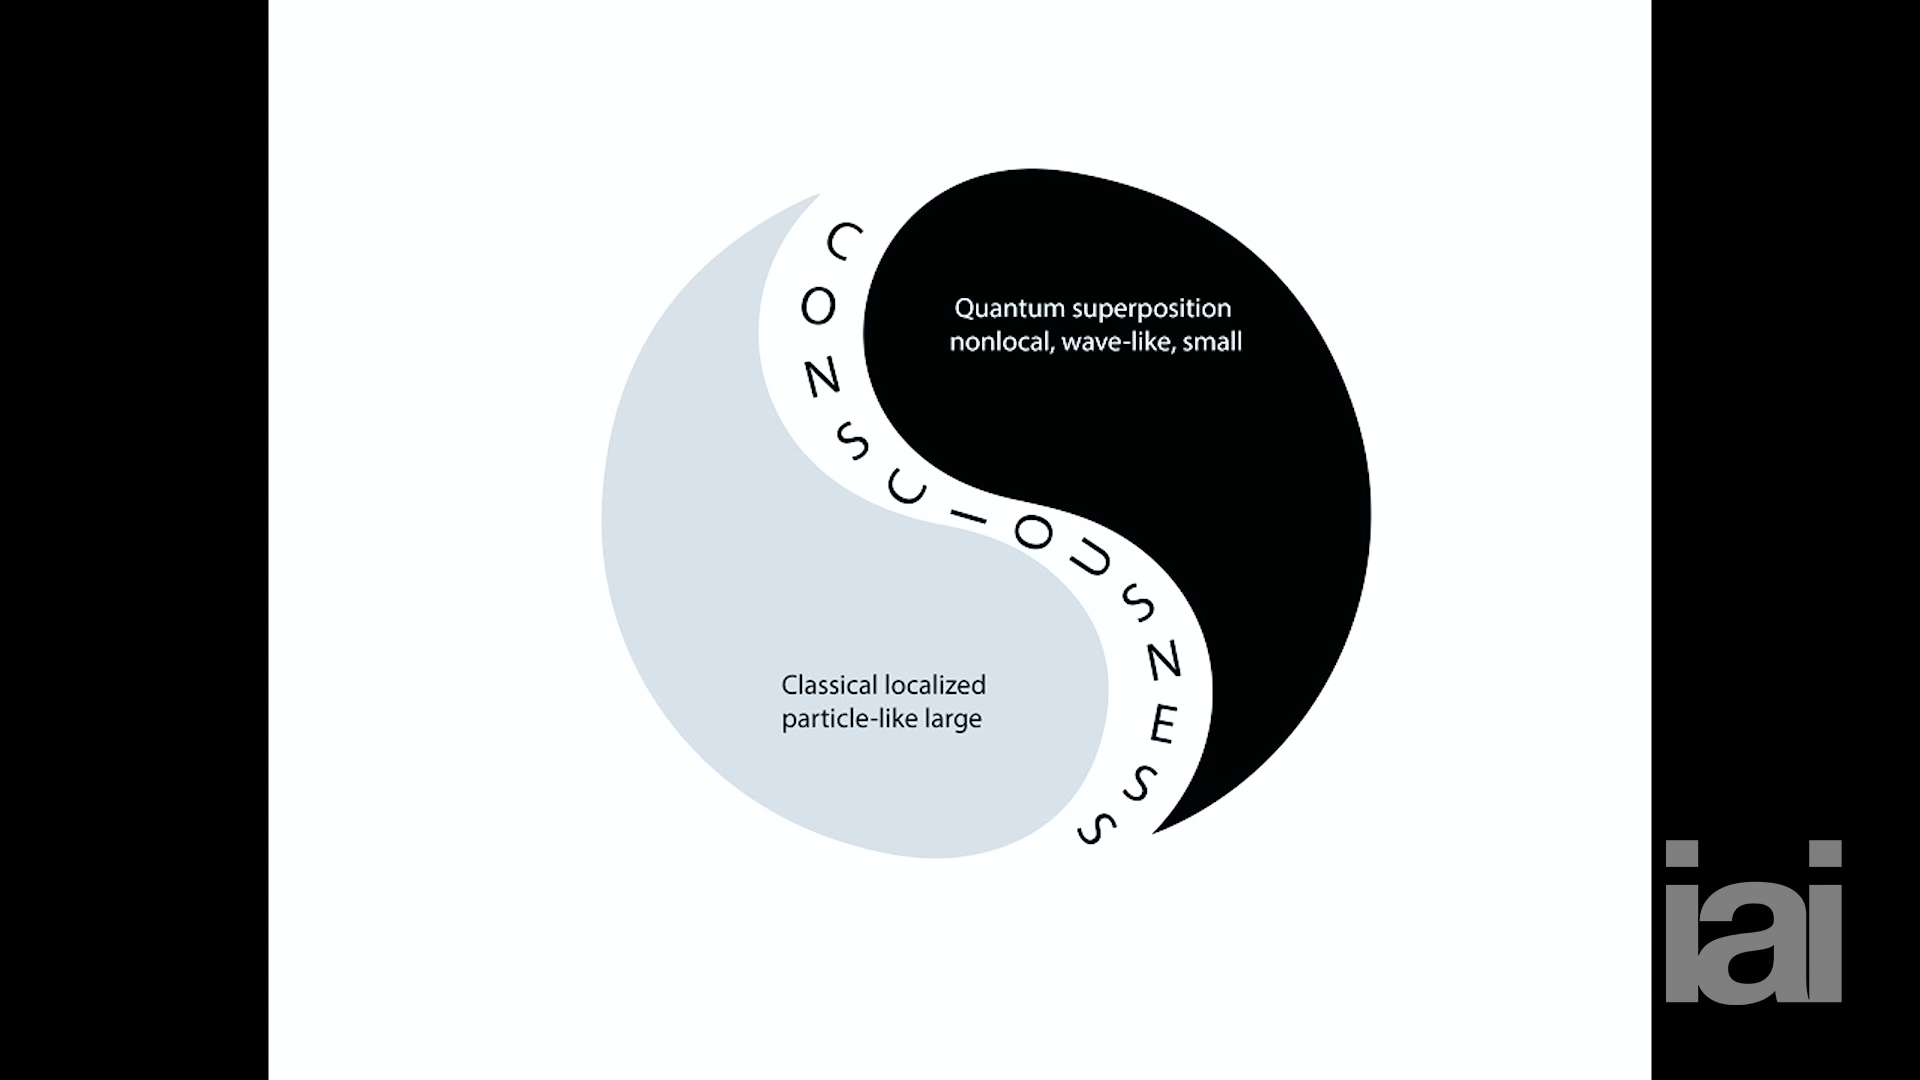 CONSCIOUSNESS
Quantum superposition
nonlocal, wave-like, small
Classical localized
particle-like large
iai